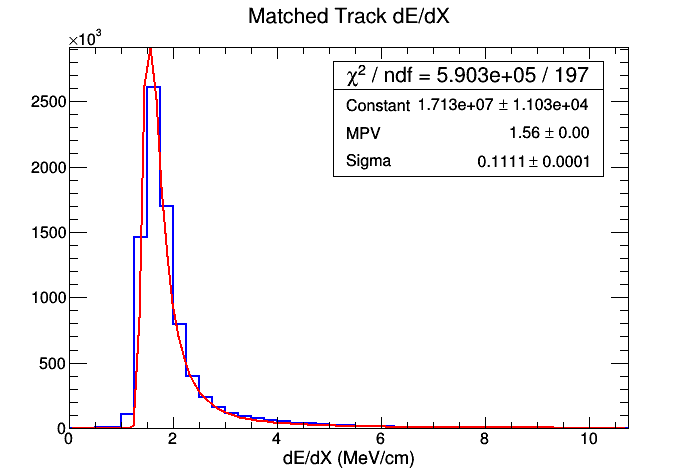 Matched Track dE/dX
×10³
χ² / ndf = 5.903e+05 / 197
Constant 1.713e+07 ± 1.103e+04
MPV 1.56 ± 0.00
Sigma 0.1111 ± 0.0001
2500
2000
1500
1000
500
0
0 2 4 6 8 10
dE/dX (MeV/cm)